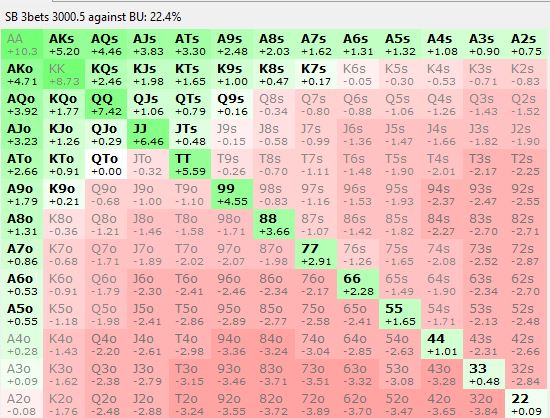 SB 3bets 3000.5 against BU: 22.4%
AA AKs AQs AJs ATs A9s A8s A7s A6s A5s A4s A3s A2s
+10.3 +5.20 +4.46 +3.83 +3.30 +2.48 +2.03 +1.62 +1.31 +1.32 +1.08 +0.90 +0.75
AKo KK KQs KJs KTs K9s K8s K7s K6s K5s K4s K3s K2s
+4.71 +8.73 +2.46 +1.98 +1.65 +1.00 +0.47 +0.17 -0.05 -0.30 -0.53 -0.71 -0.83
AQo KQo QQ QJs QTs Q9s Q8s Q7s Q6s Q5s Q4s Q3s Q2s
+3.92 +1.77 +7.42 +1.06 +0.79 +0.16 -0.34 -0.80 -0.88 -1.06 -1.26 -1.43 -1.52
AJo KJo QJo JJ JTs J9s J8s J7s J6s J5s J4s J3s J2s
+3.23 +1.26 +0.29 +6.46 +0.48 -0.15 -0.58 -0.99 -1.36 -1.47 -1.66 -1.82 -1.90
ATo KTo QTo JTo TT T9s T8s T7s T6s T5s T4s T3s T2s
+2.66 +0.91 +0.00 -0.32 +5.59 -0.26 -0.70 -1.11 -1.48 -1.90 -2.01 -2.17 -2.25
A9o K9o Q9o J9o T9o 99 98s 97s 96s 95s 94s 93s 92s
+1.79 +0.21 -0.68 -1.00 -1.10 +4.55 -0.83 -1.16 -1.53 -1.93 -2.37 -2.47 -2.55
A8o K8o Q8o J8o T8o 98o 88 87s 86s 85s 84s 83s 82s
+1.31 -0.36 -1.21 -1.46 -1.58 -1.71 +3.66 -1.07 -1.42 -1.82 -2.27 -2.70 -2.71
A7o K7o Q7o J7o T7o 97o 87o 77 76s 75s 74s 73s 72s
+0.86 -0.68 -1.71 -1.89 -2.02 -2.07 -1.98 +2.91 -1.26 -1.65 -2.08 -2.52 -2.87
A6o K6o Q6o J6o T6o 96o 86o 76o 66 65s 64s 63s 62s
+0.53 -0.91 -1.79 -2.30 -2.41 -2.46 -2.34 -2.17 +2.28 -1.49 -1.90 -2.34 -2.70
A5o K5o Q5o J5o T5o 95o 85o 75o 65o 55 54s 53s 52s
+0.55 -1.18 -1.98 -2.41 -2.86 -2.89 -2.77 -2.58 -2.41 +1.65 -1.71 -2.13 -2.48
A4o K4o Q4o J4o T4o 94o 84o 74o 64o 54o 44 43s 42s
+0.28 -1.43 -2.20 -2.61 -2.98 -3.36 -3.24 -3.04 -2.85 -2.63 +1.01 -2.31 -2.66
A3o K3o Q3o J3o T3o 93o 83o 73o 63o 53o 43o 33 32s
+0.09 -1.62 -2.38 -2.79 -3.15 -3.46 -3.71 -3.51 -3.32 -3.08 -3.28 +0.48 -2.84
A2o K2o Q2o J2o T2o 92o 82o 72o 62o 52o 42o 32o 22
-0.08 -1.76 -2.48 -2.88 -3.24 -3.55 -3.72 -3.89 -3.70 -3.47 -3.65 -3.84 +0.09